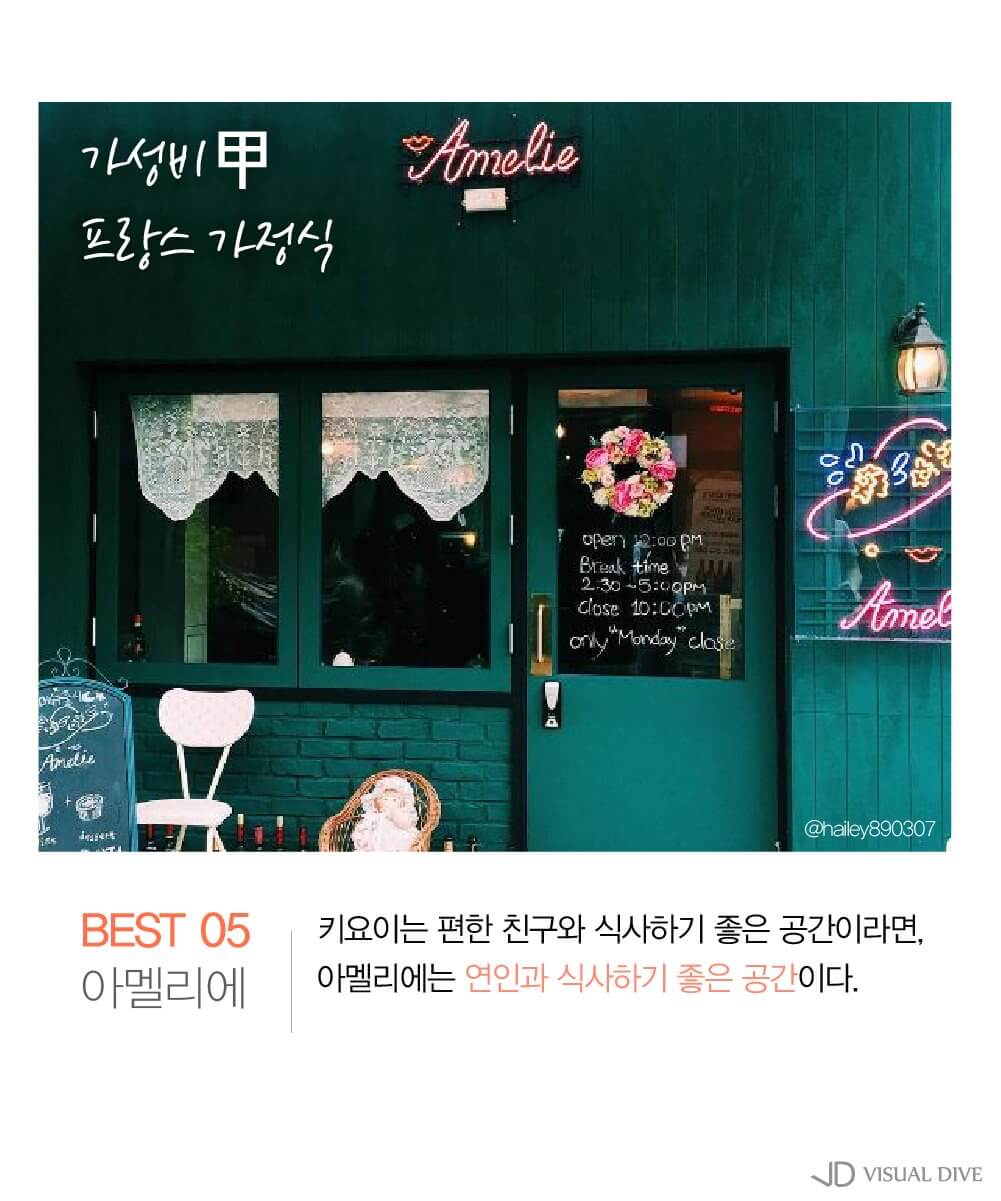 가성비 甲
프랑스 가정식
Amelie
open 12:00 pm
Break time
2:30 ~ 5:00pm
close 10:00pm
only "Monday" close
Amel
Amelie
+
dessert
@hailey890307
BEST 05
아멜리에
키요이는 편한 친구와 식사하기 좋은 공간이라면,
아멜리에는 연인과 식사하기 좋은 공간이다.
VISUAL DIVE